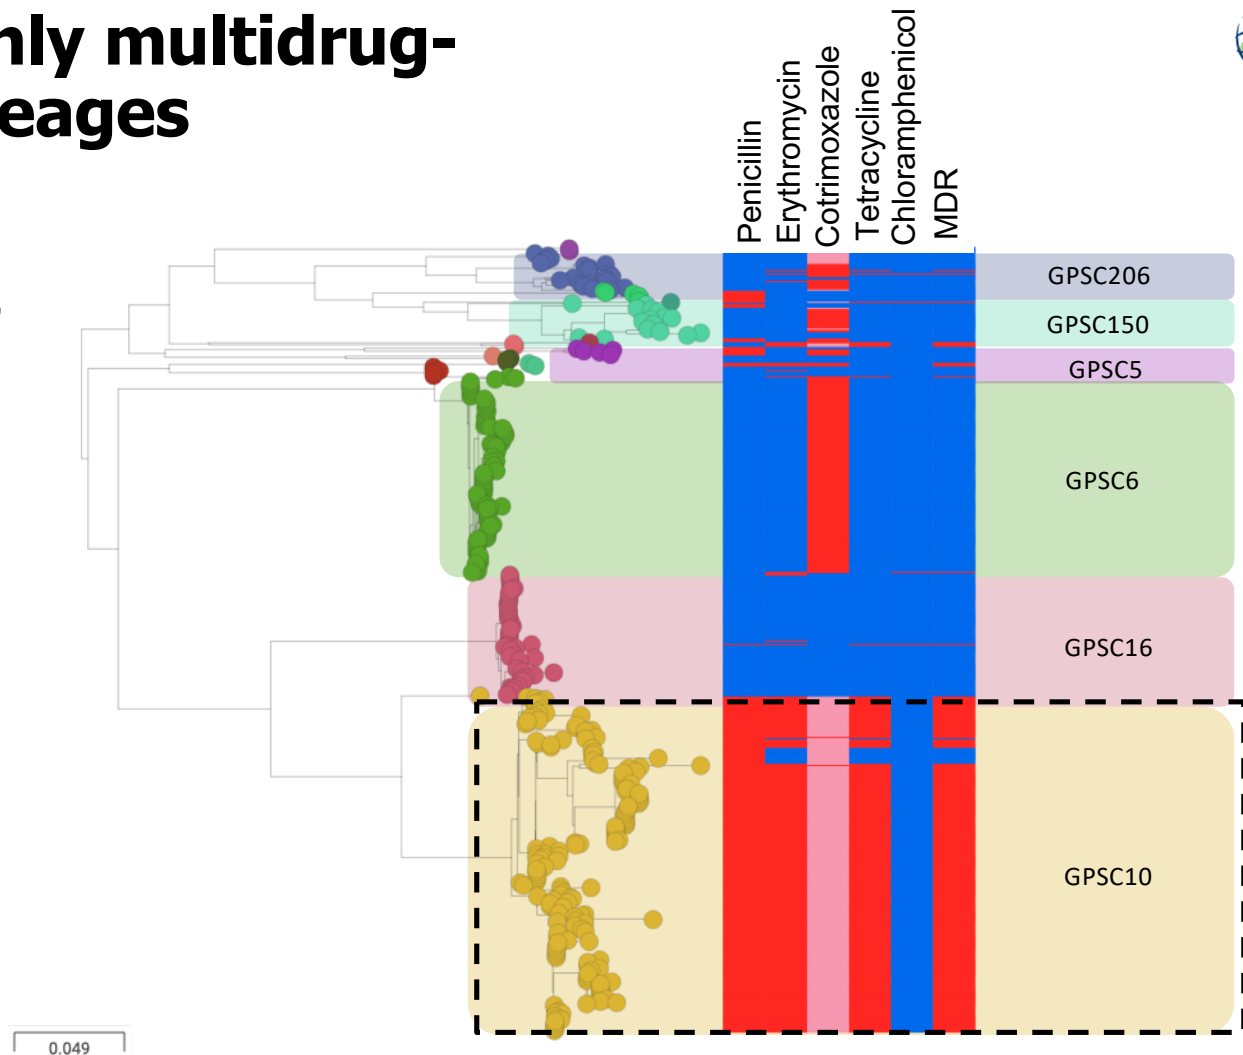 nly multidrug-
eages
Penicillin
Erythromycin
Cotrimoxazole
Tetracycline
Chloramphenicol
MDR
GPSC206
GPSC150
GPSC5
GPSC6
GPSC16
GPSC10
0.049